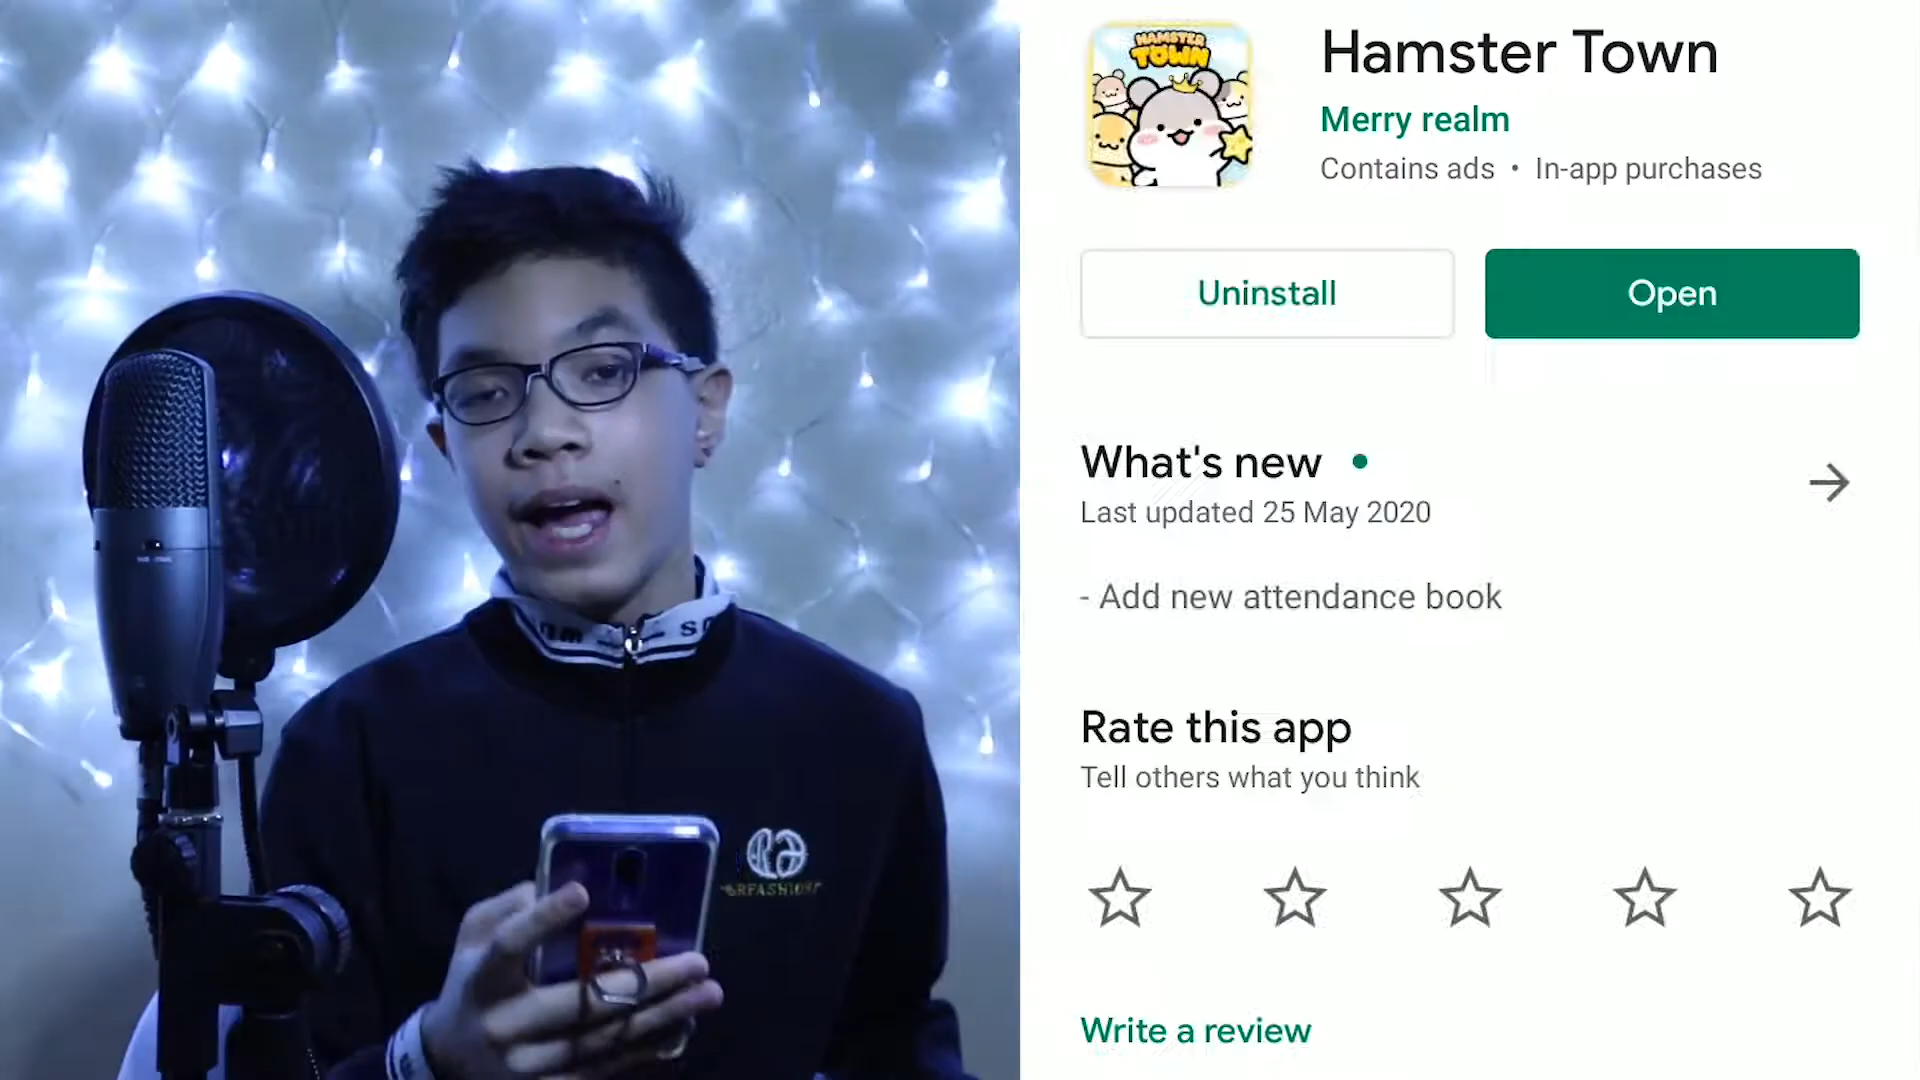 HAMSTER
TOWN
Hamster Town
Merry realm
Contains ads • In-app purchases
Uninstall
Open
What's new •
Last updated 25 May 2020
- Add new attendance book
Rate this app
Tell others what you think
Write a review